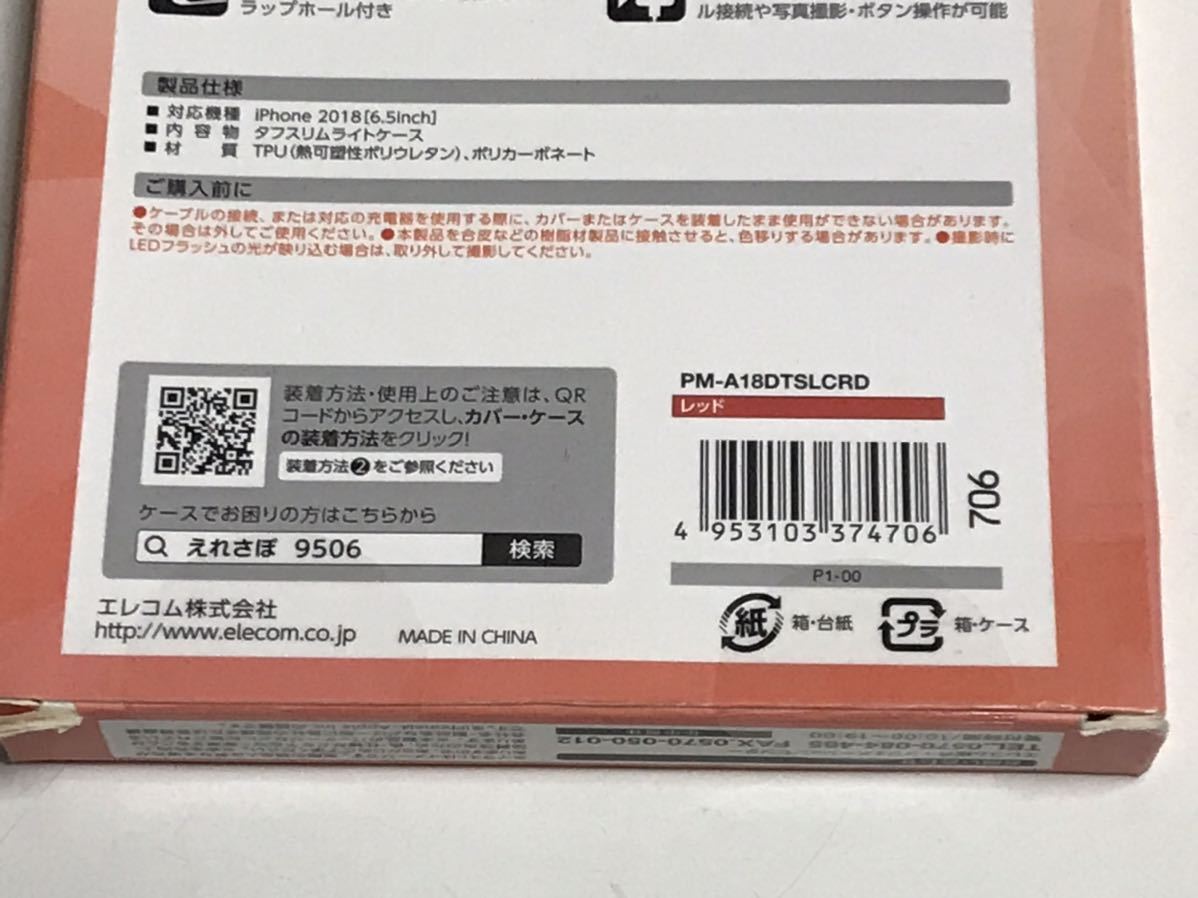 ラップホール付き
ル接続や写真撮影・ボタン操作が可能
製品仕様
■ 対応機種 iPhone 2018[6.5inch]
■ 内容物 タフスリムライトケース
■ 材質 TPU(熱可塑性ポリウレタン)、ポリカーボネート
ご購入前に
●ケーブルの接続、または対応の充電器を使用する際に、カバーまたはケースを装着したまま使用ができない場合があります。
その場合は外してご使用ください。●本製品を合皮などの樹脂材製品に接触させると、色移りする場合があります。●撮影時に
LEDフラッシュの光が映り込む場合は、取り外して撮影してください。
装着方法・使用上のご注意は、QR
コードからアクセスし、カバー・ケース
の装着方法をクリック!
装着方法❷をご参照ください
ケースでお困りの方はこちらから
えれさぽ 9506 検索
エレコム株式会社
http://www.elecom.co.jp MADE IN CHINA
PM-A18DTSLCRD
レッド
4 953103 374706
706
P1-00
紙 箱・台紙
プラ 箱・ケース
TEL.0570-084-465
FAX.0570-050-012
10:00~19:00